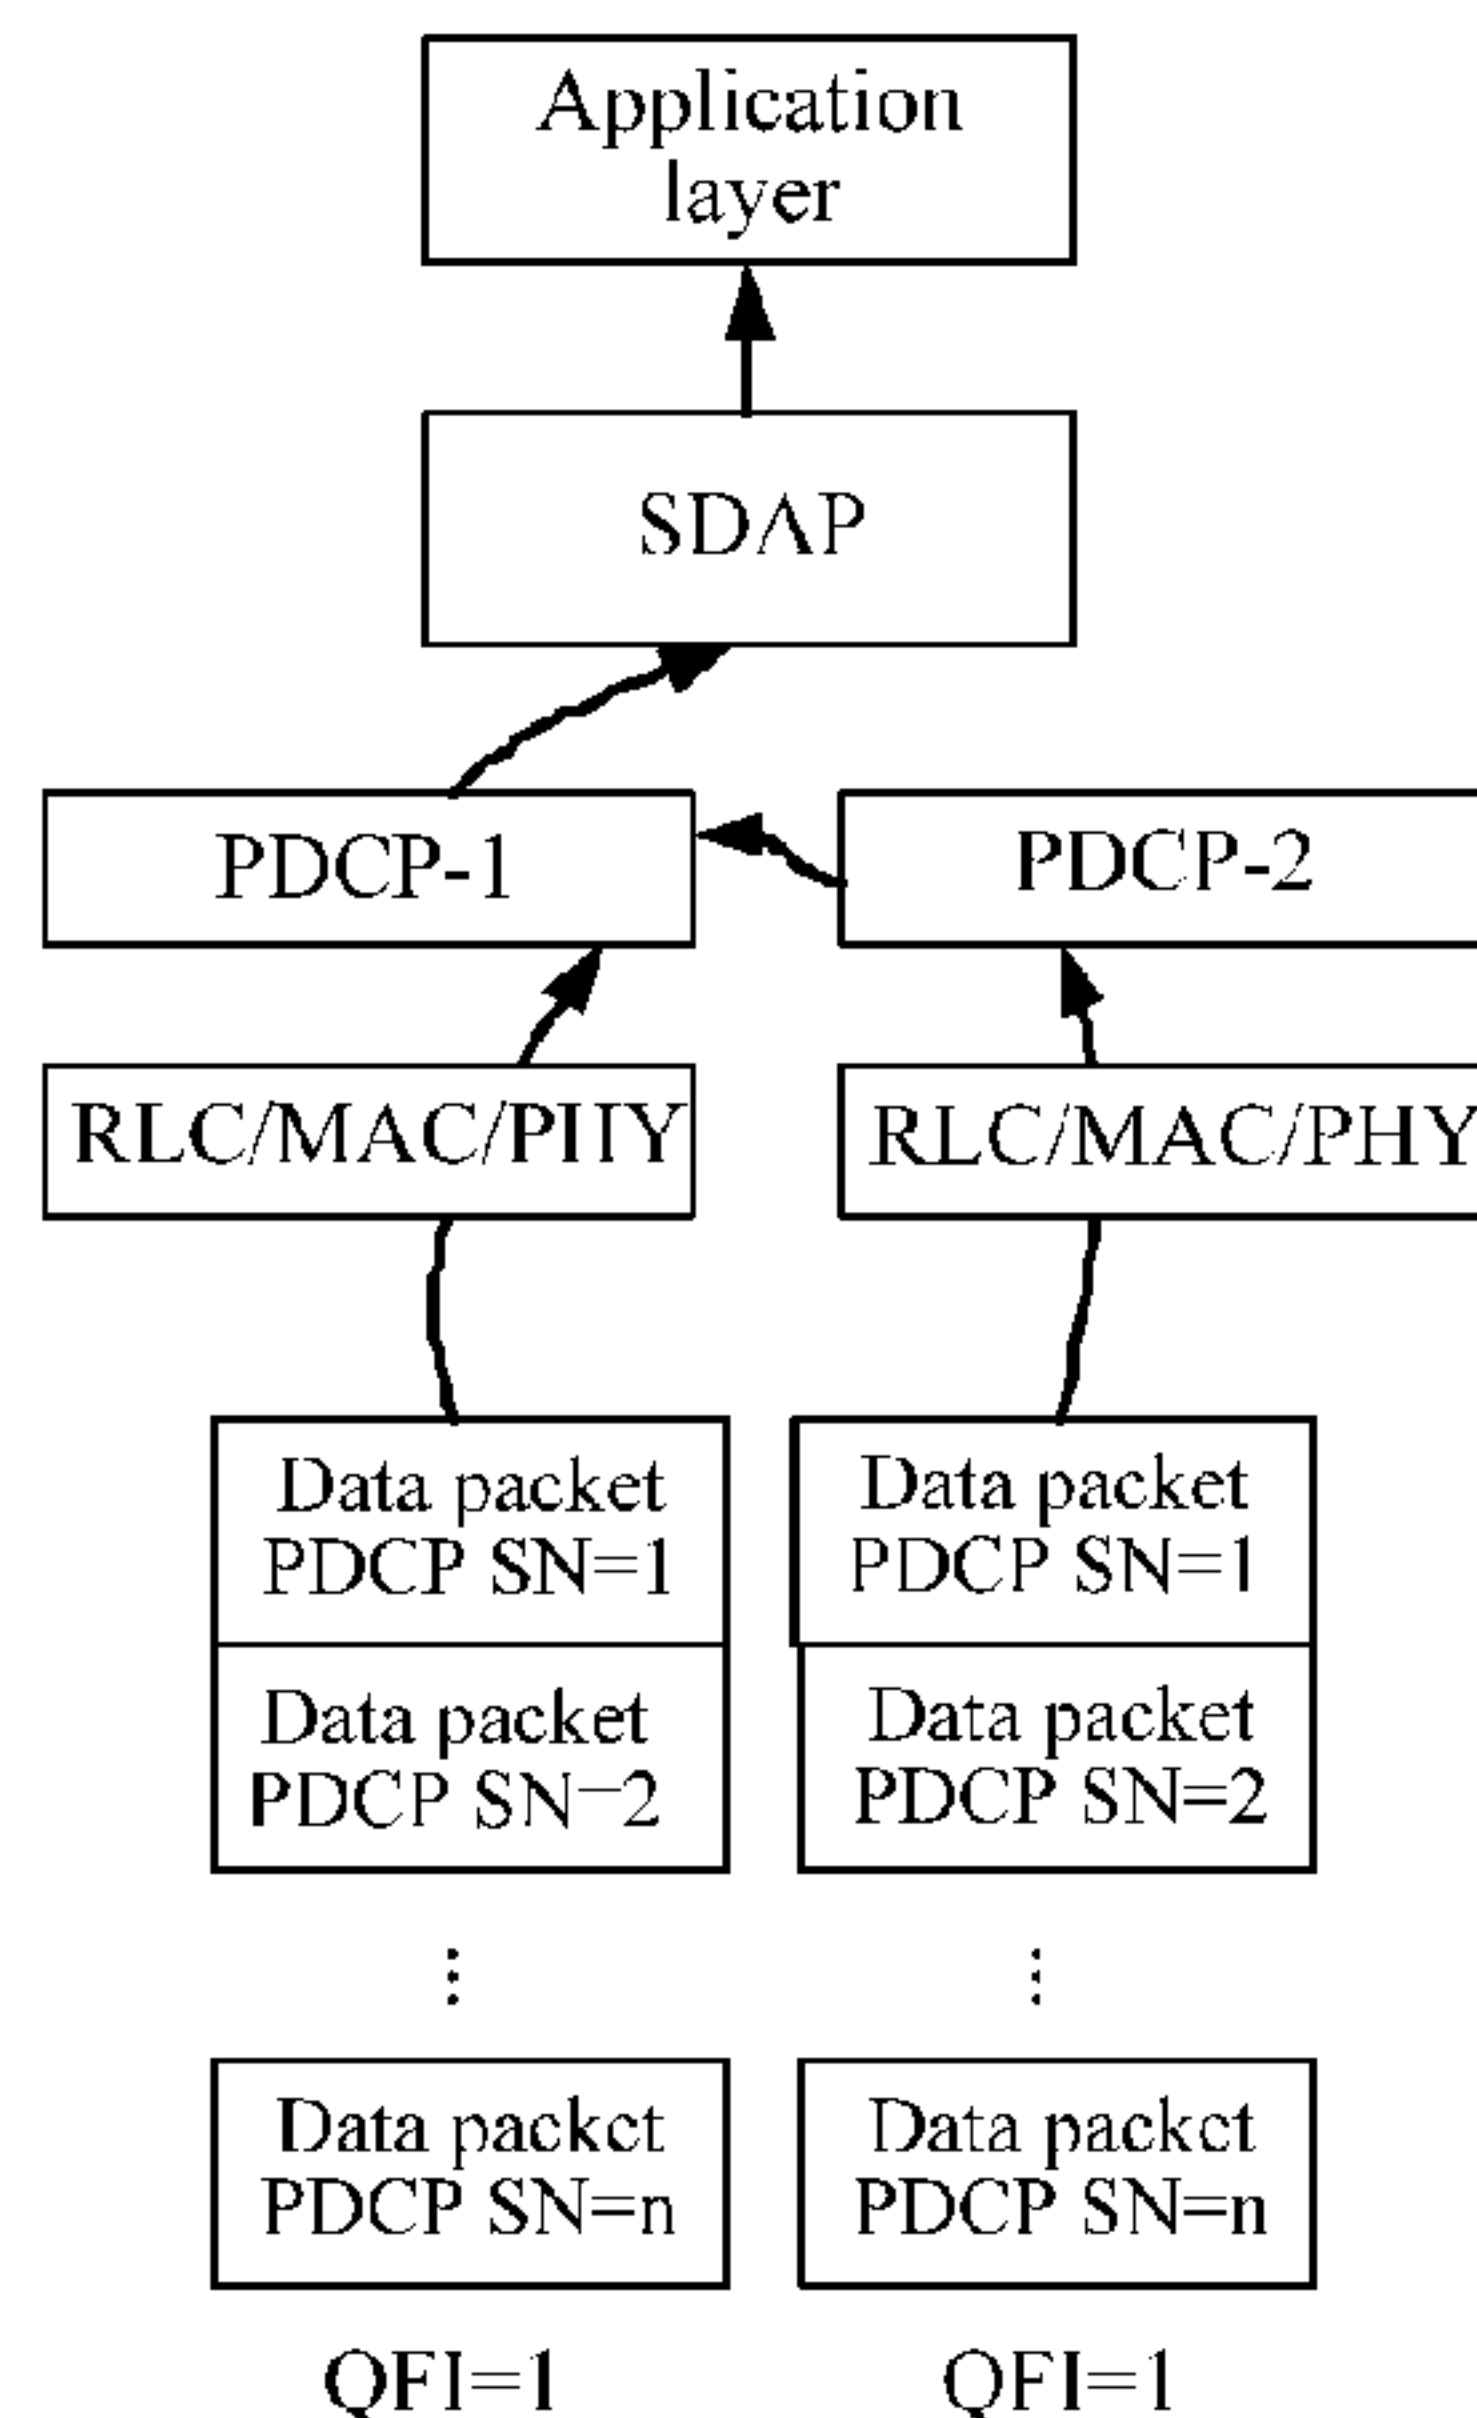 Application
layer
SDAP
PDCP-1
PDCP-2
RLC/MAC/PHY
RLC/MAC/PHY
Data packet
PDCP SN=1
Data packet
PDCP SN=1
Data packet
PDCP SN=2
Data packet
PDCP SN=2
⋮
⋮
Data packet
PDCP SN=n
Data packet
PDCP SN=n
QFI=1
QFI=1